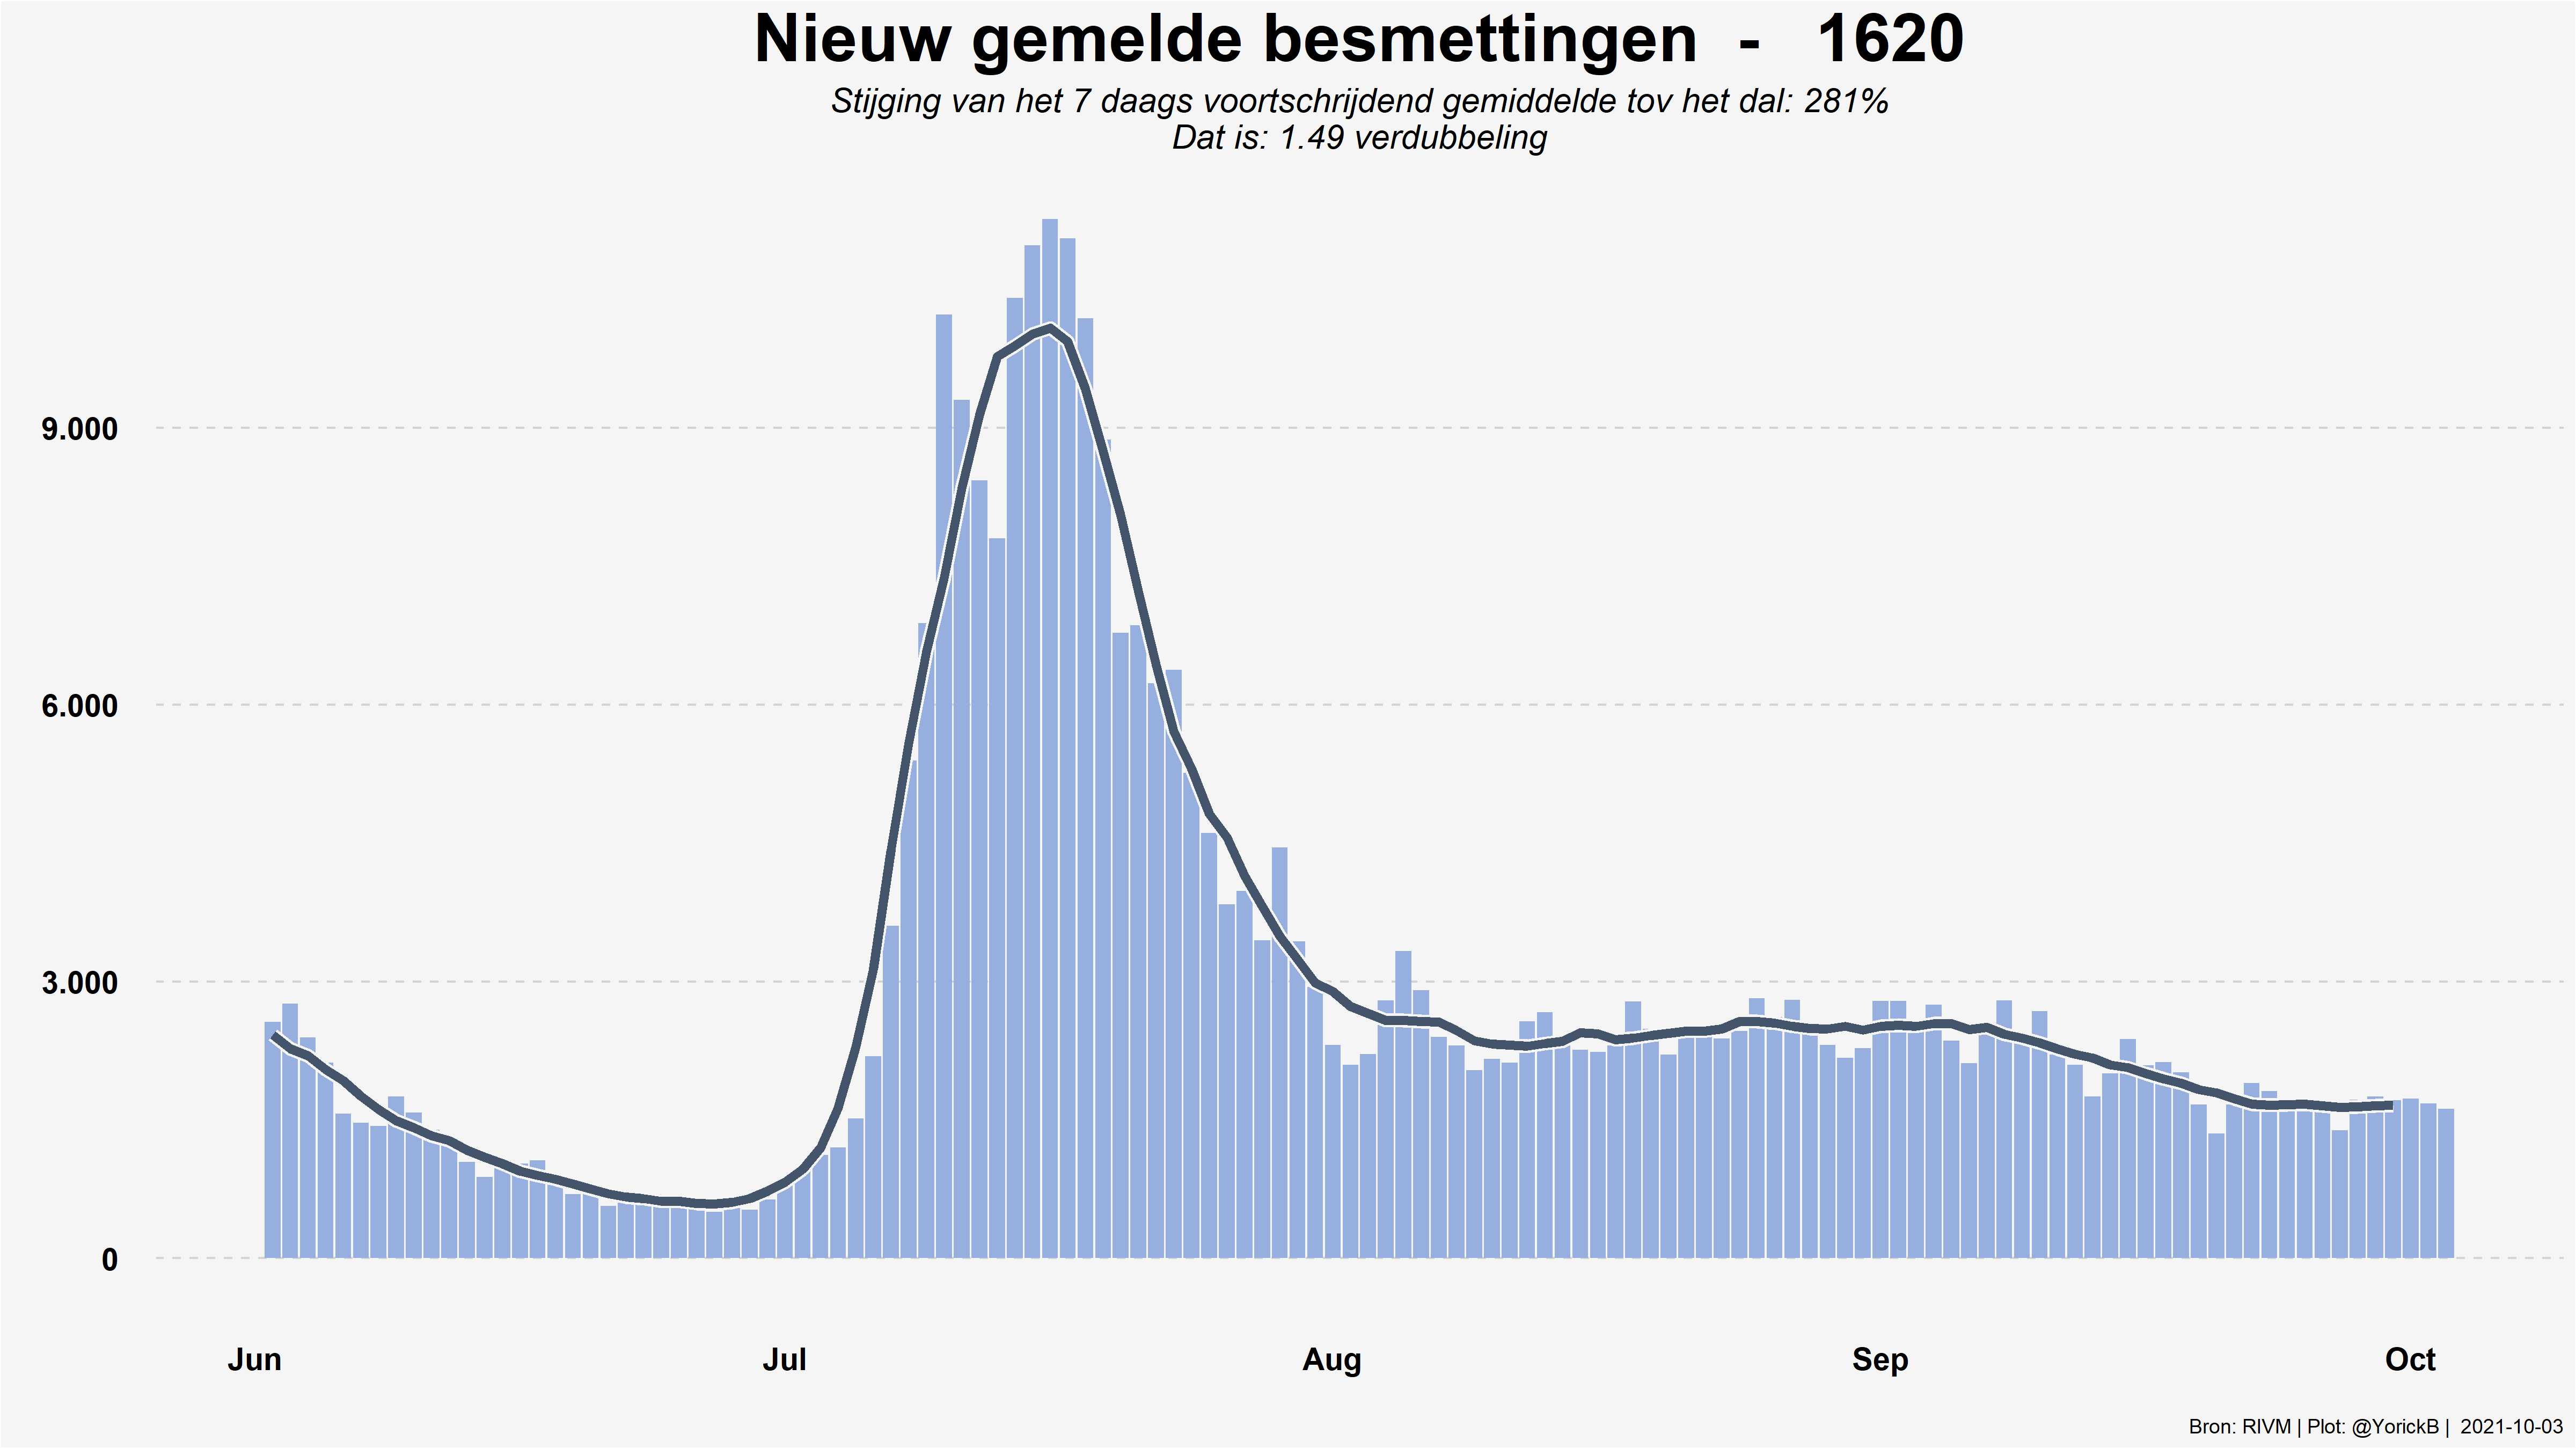 Nieuw gemelde besmettingen - 1620
Stijging van het 7 daags voortschrijdend gemiddelde tov het dal: 281%
Dat is: 1.49 verdubbeling
9.000
6.000
3.000
0
Jun Jul Aug Sep Oct
Bron: RIVM | Plot: @YorickB | 2021-10-03